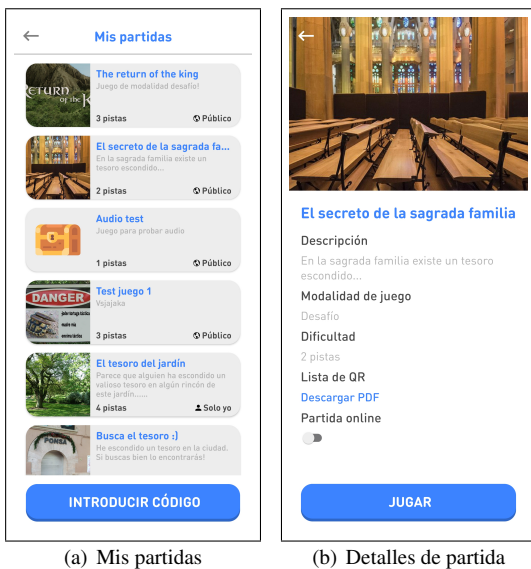 Mis partidas
The return of the king
Juego de modalidad desafío!
3 pistas Público
ETURN
OF THE K
El secreto de la sagrada fa...
En la sagrada familia existe un
tesoro escondido...
2 pistas Público
Audio test
Juego para probar audio
1 pistas Público
DANGER
Test juego 1
Vsjajaka
3 pistas Público
El tesoro del jardín
Parece que alguien ha escondido un
valioso tesoro en algún rincón de
este jardín......
4 pistas Solo yo
PONSA
Busca el tesoro :)
He escondido un tesoro en la ciudad.
Si buscas bien lo encontrarás!
INTRODUCIR CÓDIGO
(a) Mis partidas
El secreto de la sagrada familia
Descripción
En la sagrada familia existe un tesoro
escondido...
Modalidad de juego
Desafío
Dificultad
2 pistas
Lista de QR
Descargar PDF
Partida online
JUGAR
(b) Detalles de partida